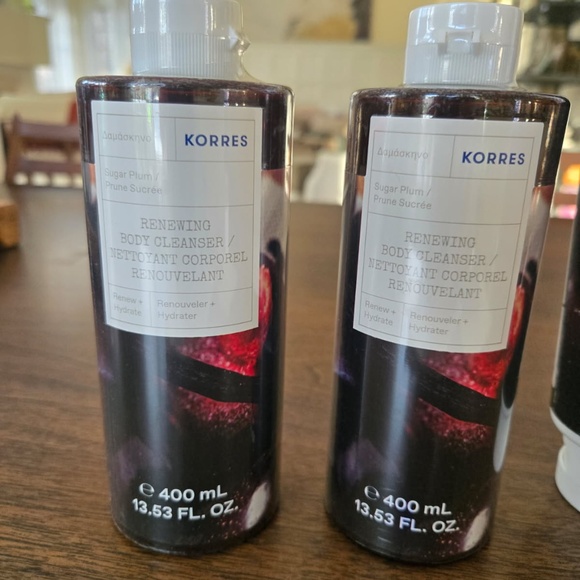 Δαμάσκηνο
KORRES
Sugar Plum /
Prune Sucrée
RENEWING
BODY CLEANSER /
NETTOYANT CORPOREL
RENOUVELANT
Renew +
Hydrate
Renouveler +
Hydrater
℮ 400 mL
13.53 FL. OZ.
Δαμάσκηνο
KORRES
Sugar Plum /
Prune Sucrée
RENEWING
BODY CLEANSER /
NETTOYANT CORPOREL
RENOUVELANT
Renew +
Hydrate
Renouveler +
Hydrater
℮ 400 mL
13.53 FL. OZ.